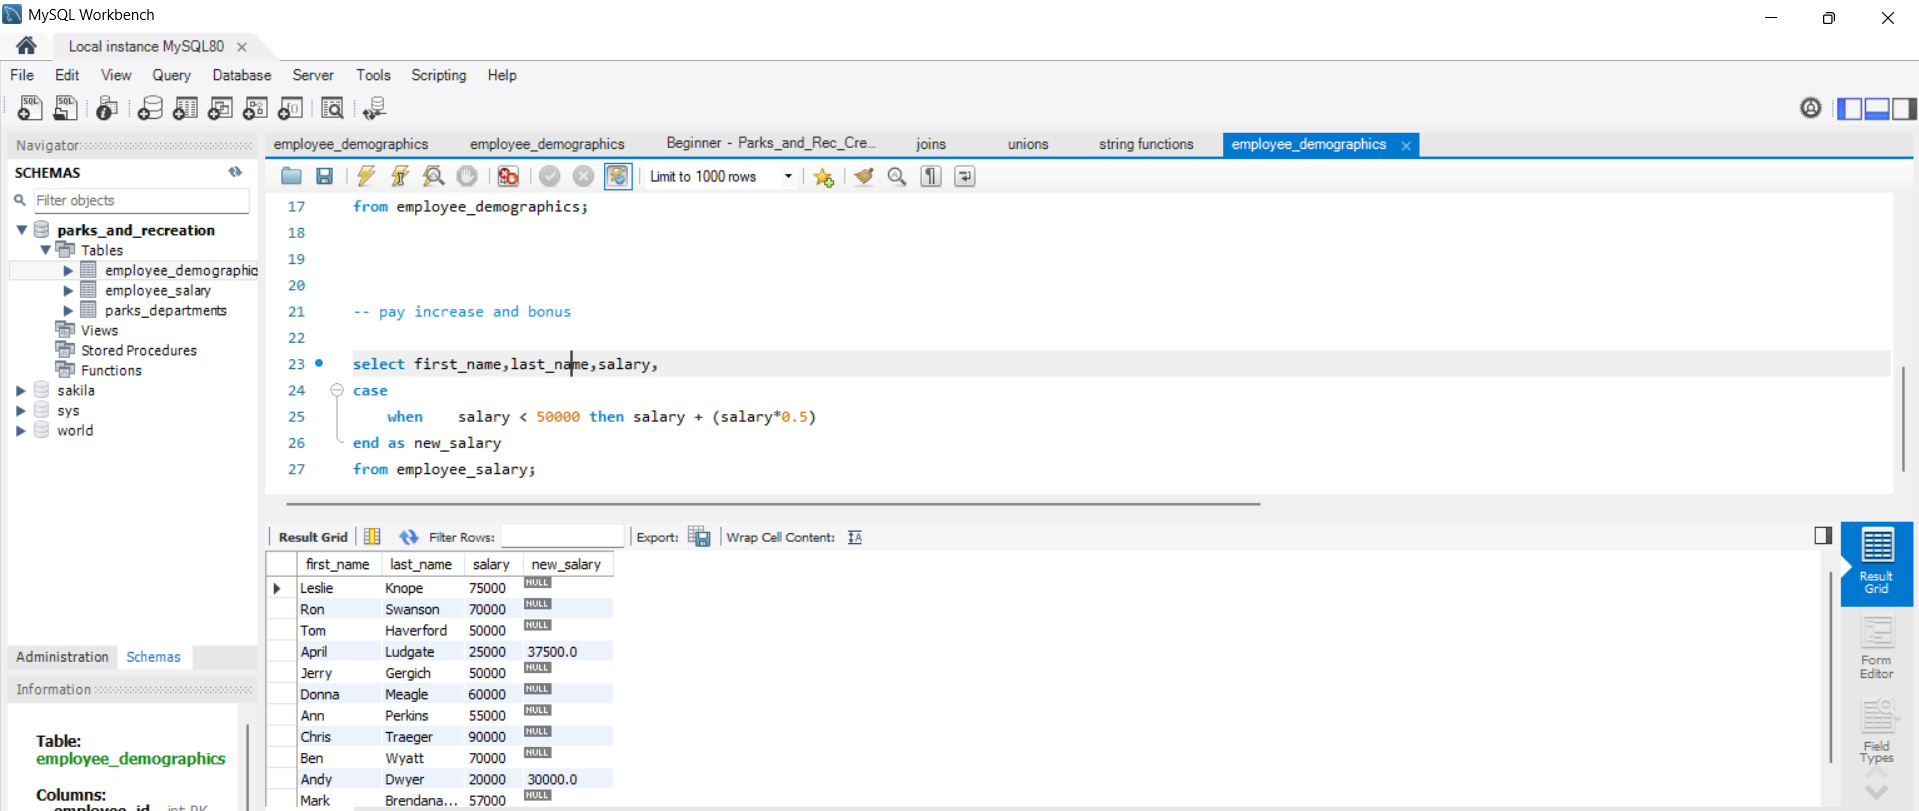 MySQL Workbench
Local instance MySQL80
File Edit View Query Database Server Tools Scripting Help
Navigator
SCHEMAS
Filter objects
parks_and_recreation
Tables
employee_demographic
employee_salary
parks_departments
Views
Stored Procedures
Functions
sakila
sys
world
Administration Schemas
Information
Table:
employee_demographics
Columns:
employee_id int PK
employee_demographics employee_demographics Beginner - Parks_and_Rec_Cre... joins unions string functions employee_demographics
Limit to 1000 rows
17 from employee_demographics;
18
19
20
21 -- pay increase and bonus
22
23 select first_name,last_name,salary,
24 case
25 when salary < 50000 then salary + (salary*0.5)
26 end as new_salary
27 from employee_salary;
Result Grid Filter Rows: Export: Wrap Cell Content:
first_name last_name salary new_salary
Leslie Knope 75000 NULL
Ron Swanson 70000 NULL
Tom Haverford 50000 NULL
April Ludgate 25000 37500.0
Jerry Gergich 50000 NULL
Donna Meagle 60000 NULL
Ann Perkins 55000 NULL
Chris Traeger 90000 NULL
Ben Wyatt 70000 NULL
Andy Dwyer 20000 30000.0
Mark Brendana... 57000 NULL
Result
Grid
Form
Editor
Field
Types